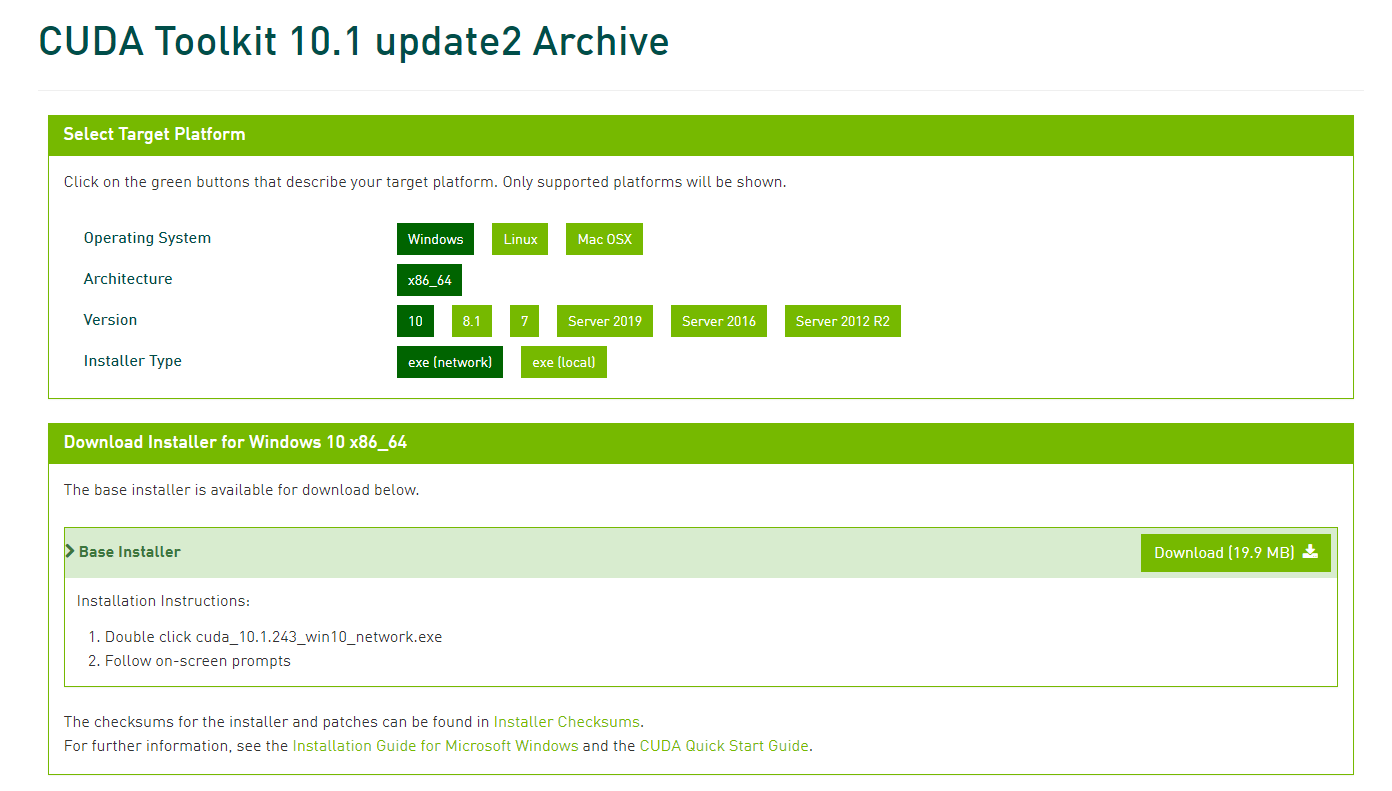 CUDA Toolkit 10.1 update2 Archive
Select Target Platform
Click on the green buttons that describe your target platform. Only supported platforms will be shown.
Operating System Windows Linux Mac OSX
Architecture x86_64
Version 10 8.1 7 Server 2019 Server 2016 Server 2012 R2
Installer Type exe (network) exe (local)
Download Installer for Windows 10 x86_64
The base installer is available for download below.
Base Installer Download (19.9 MB)
Installation Instructions:
1. Double click cuda_10.1.243_win10_network.exe
2. Follow on-screen prompts
The checksums for the installer and patches can be found in Installer Checksums.
For further information, see the Installation Guide for Microsoft Windows and the CUDA Quick Start Guide.